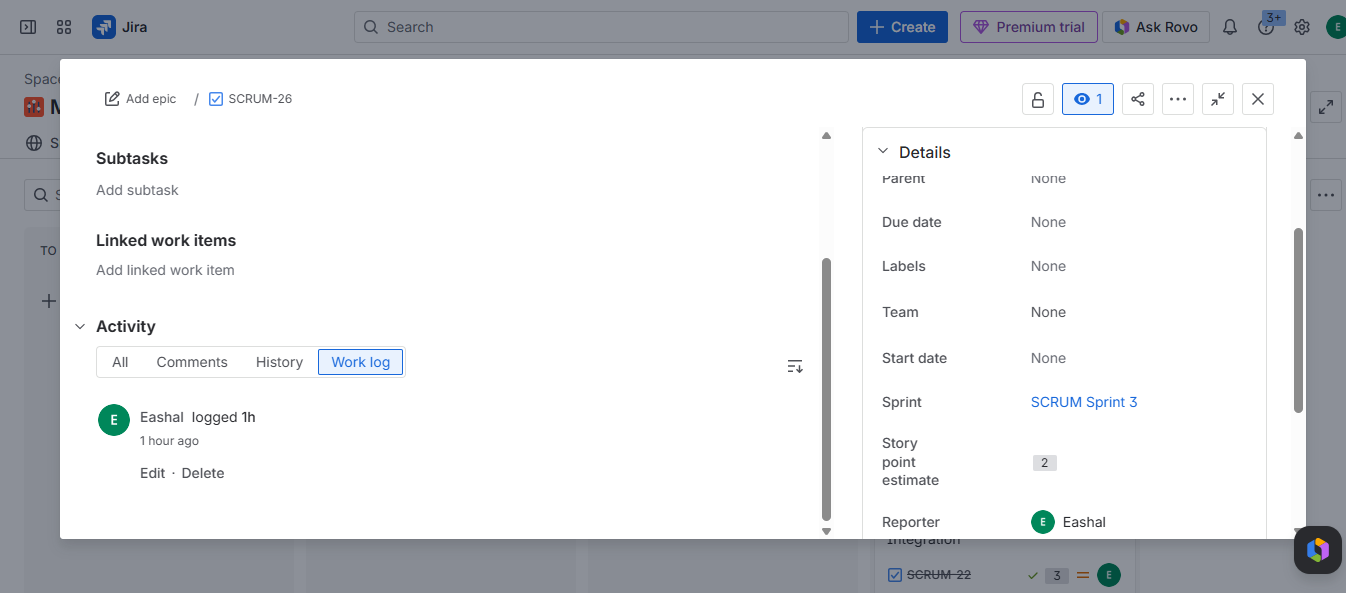 Jira
Search
Create
Premium trial
Ask Rovo
3+
E
Spac
M
S
Add epic / SCRUM-26
1
Subtasks
Add subtask
Linked work items
Add linked work item
Activity
All Comments History Work log
E
Eashal logged 1h
1 hour ago
Edit · Delete
Details
Parent None
Due date None
Labels None
Team None
Start date None
Sprint SCRUM Sprint 3
Story point estimate 2
Reporter E Eashal
S
TO
Integration
SCRUM-22 3 E